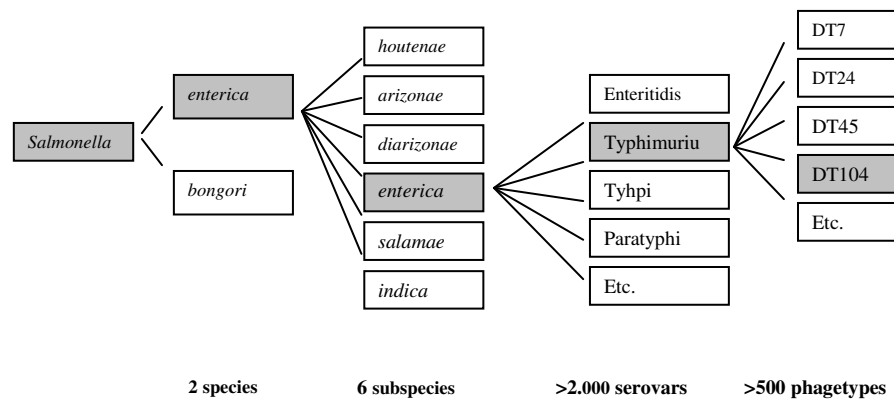 Salmonella
enterica
bongori
houtenae
arizonae
diarizonae
enterica
salamae
indica
Enteritidis
Typhimuriu
Tyhpi
Paratyphi
Etc.
DT7
DT24
DT45
DT104
Etc.
2 species
6 subspecies
>2.000 serovars
>500 phagetypes